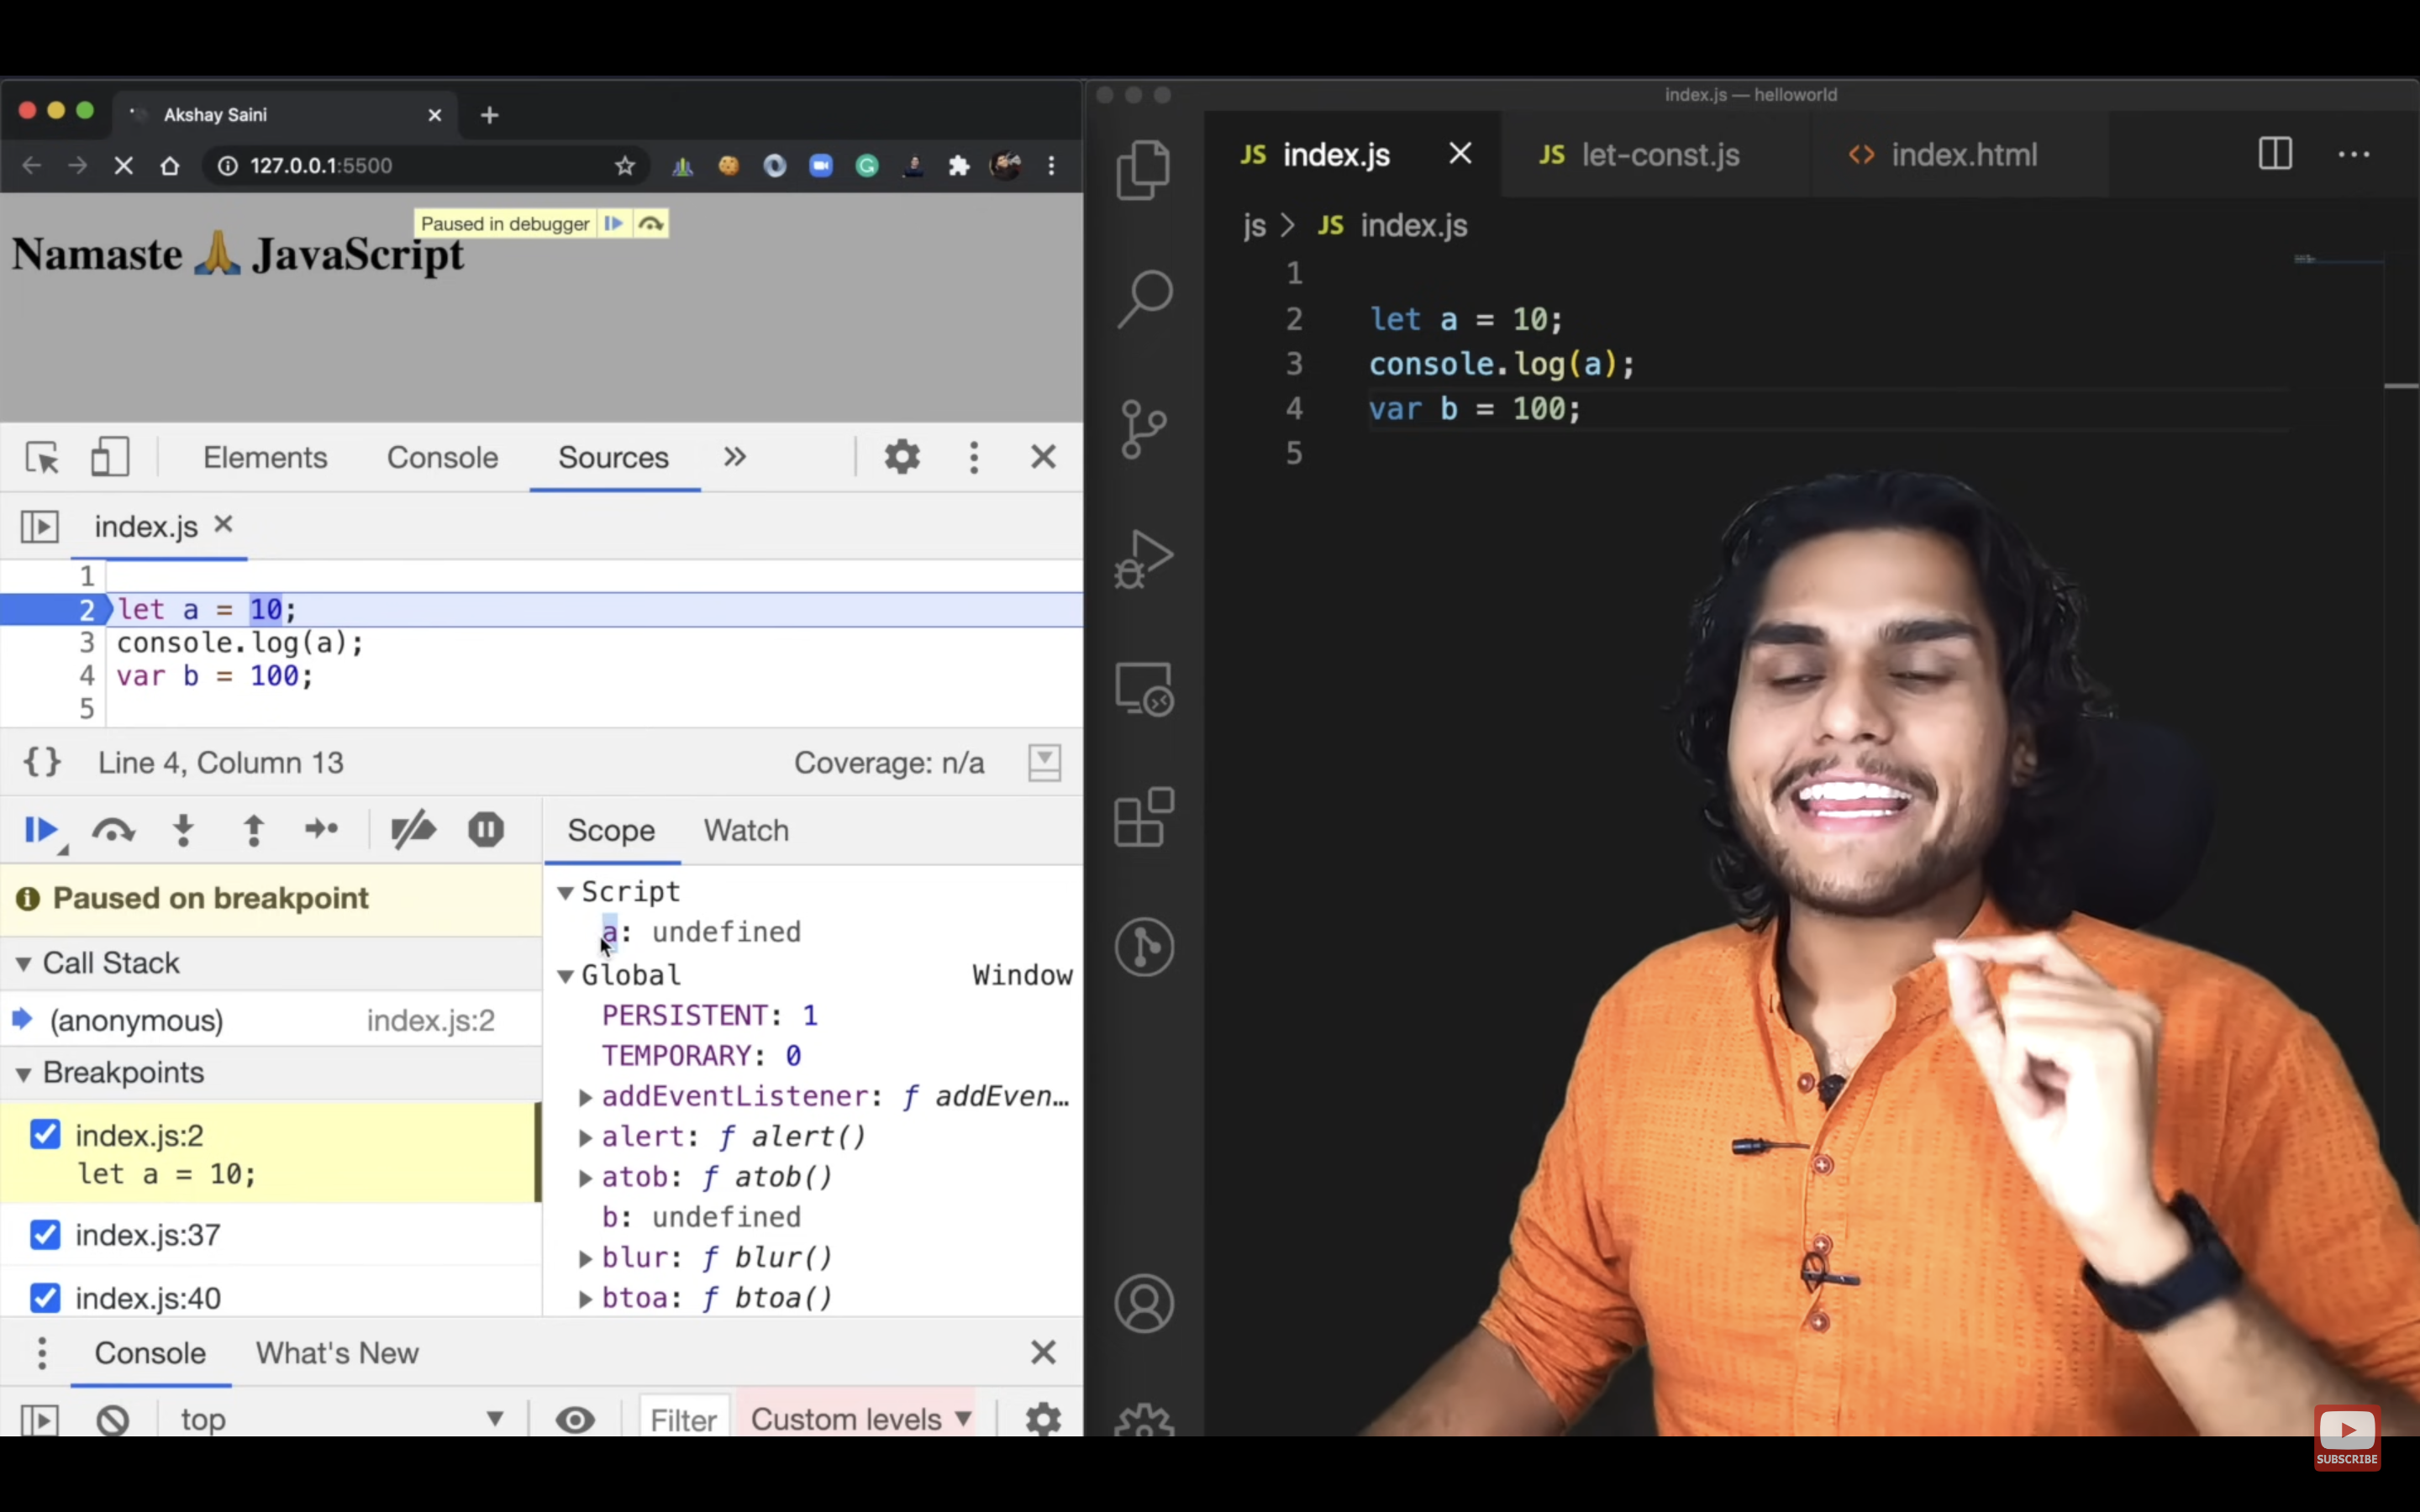 Akshay Saini
127.0.0.1:5500
Paused in debugger
Namaste 🙏 JavaScript
Elements Console Sources
index.js
1
2 let a = 10;
3 console.log(a);
4 var b = 100;
5
{} Line 4, Column 13 Coverage: n/a
Paused on breakpoint
Call Stack
(anonymous) index.js:2
Breakpoints
index.js:2
let a = 10;
index.js:37
index.js:40
Scope Watch
Script
a: undefined
Global Window
PERSISTENT: 1
TEMPORARY: 0
addEventListener: ƒ addEven…
alert: ƒ alert()
atob: ƒ atob()
b: undefined
blur: ƒ blur()
btoa: ƒ btoa()
Console What's New
top Filter Custom levels
index.js — helloworld
JS index.js JS let-const.js <> index.html
js > JS index.js
1
2 let a = 10;
3 console.log(a);
4 var b = 100;
5
SUBSCRIBE